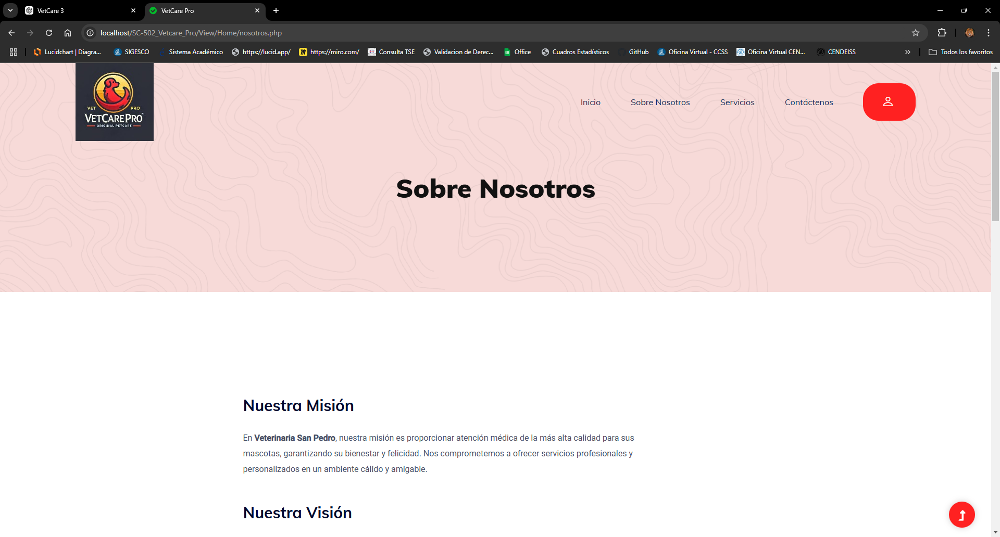 VetCare 3
VetCare Pro
localhost/SC-502_Vetcare_Pro/View/Home/nosotros.php
Lucidchart | Diagra...
SIGESCO
Sistema Académico
https://lucid.app/
https://miro.com/
Consulta TSE
Validacion de Derec...
Office
Cuadros Estadísticos
GitHub
Oficina Virtual - CCSS
Oficina Virtual CEN...
CENDEISS
Todos los favoritos
VET PRO
VETCAREPRO
ORIGINAL PETCARE
Inicio
Sobre Nosotros
Servicios
Contáctenos
Sobre Nosotros
Nuestra Misión
En Veterinaria San Pedro, nuestra misión es proporcionar atención médica de la más alta calidad para sus
mascotas, garantizando su bienestar y felicidad. Nos comprometemos a ofrecer servicios profesionales y
personalizados en un ambiente cálido y amigable.
Nuestra Visión